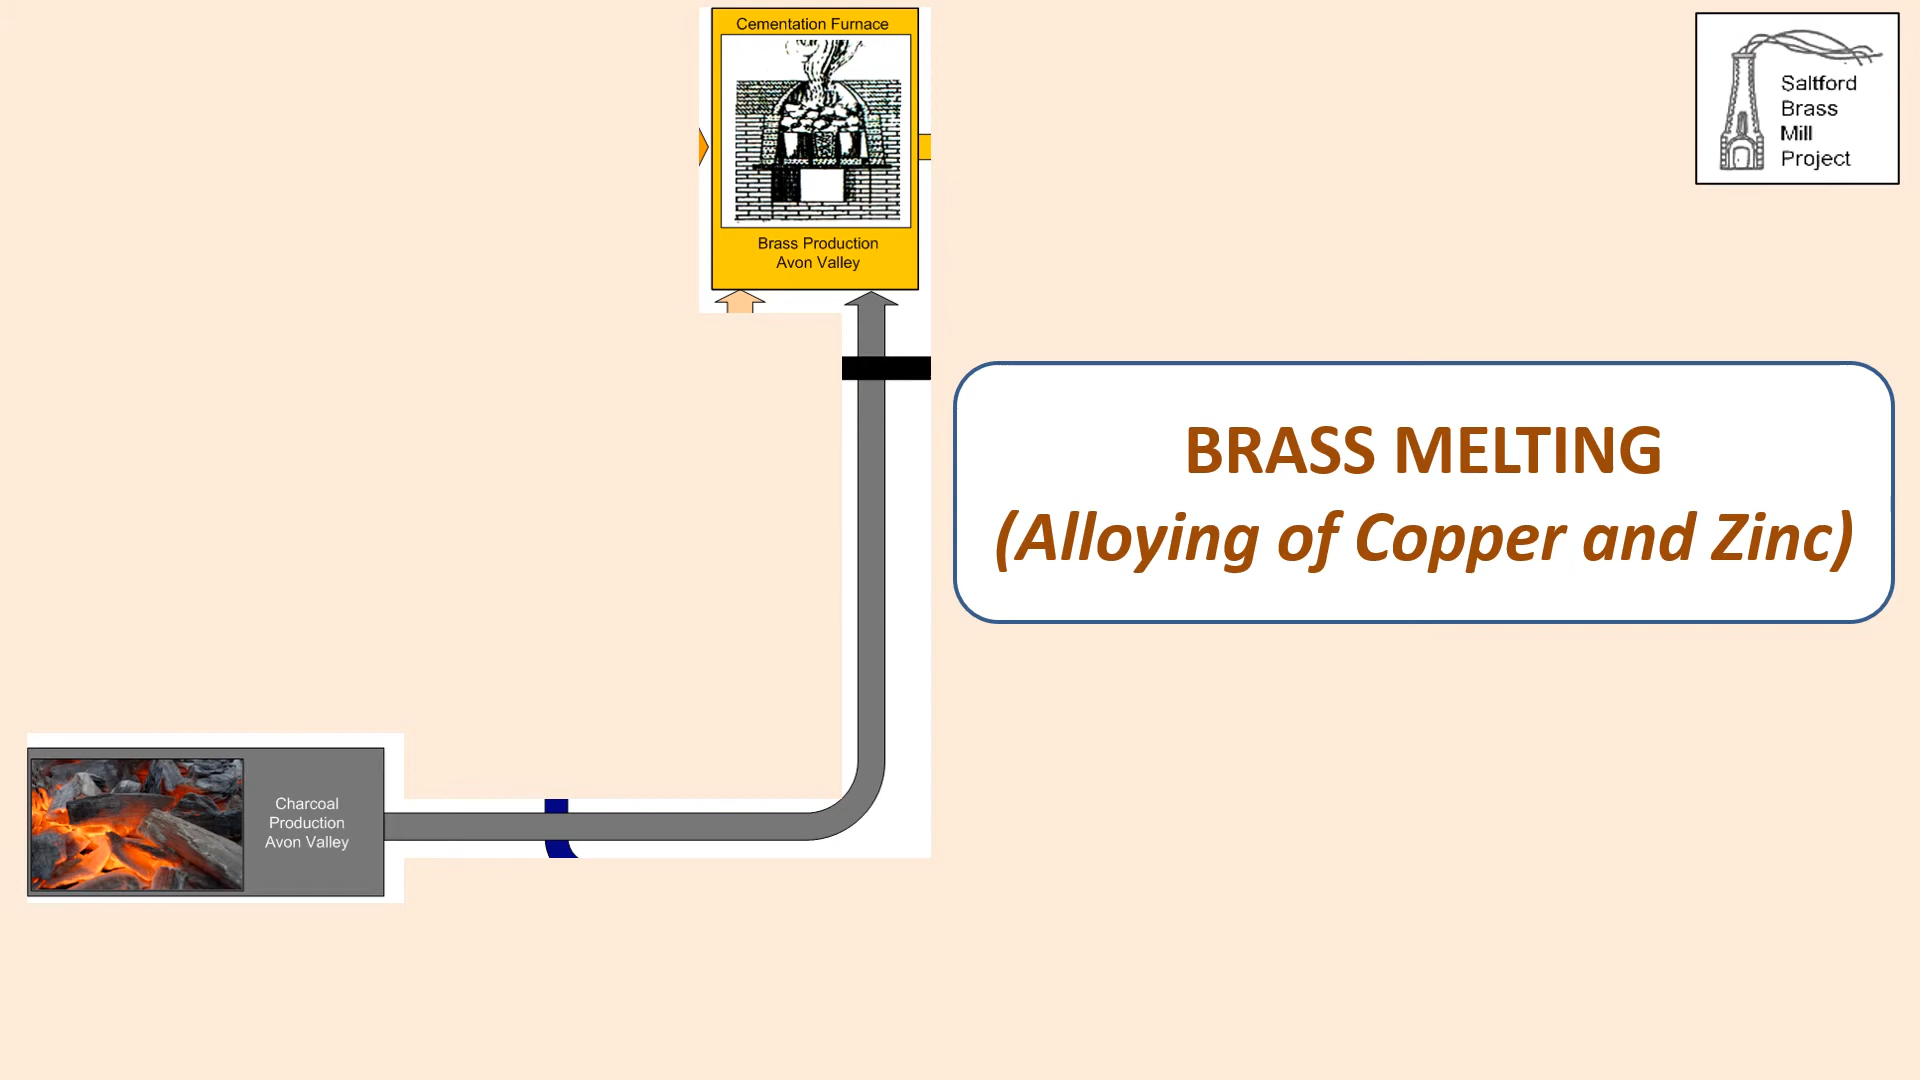 Cementation Furnace
Brass Production
Avon Valley
Saltford
Brass
Mill
Project
BRASS MELTING
(Alloying of Copper and Zinc)
Charcoal
Production
Avon Valley